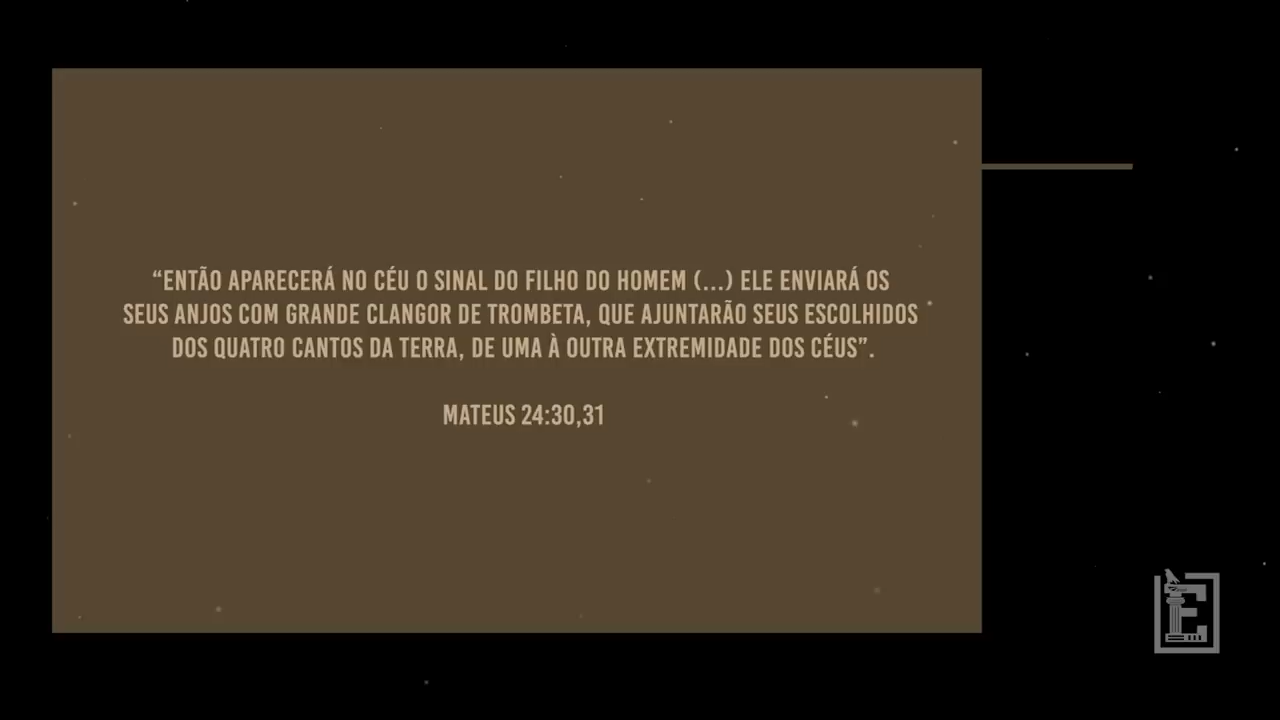 “ENTÃO APARECERÁ NO CÉU O SINAL DO FILHO DO HOMEM (...) ELE ENVIARÁ OS
SEUS ANJOS COM GRANDE CLANGOR DE TROMBETA, QUE AJUNTARÃO SEUS ESCOLHIDOS
DOS QUATRO CANTOS DA TERRA, DE UMA À OUTRA EXTREMIDADE DOS CÉUS”.
MATEUS 24:30,31
E